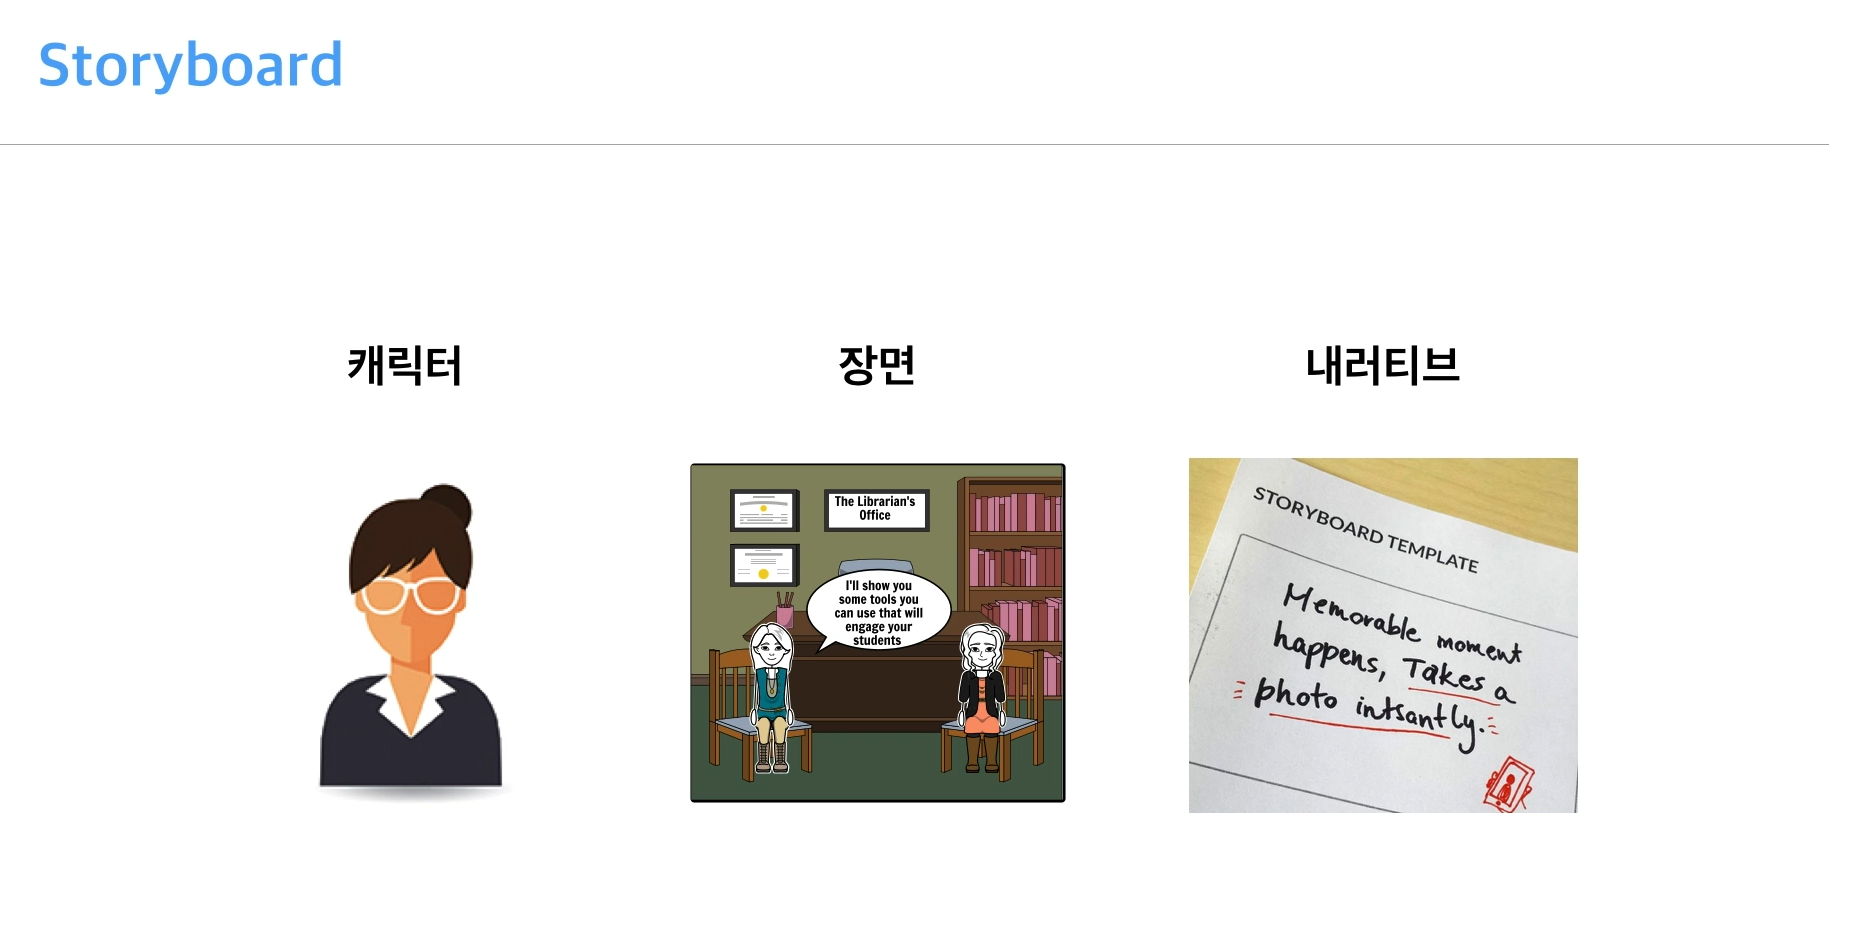 Storyboard
캐릭터
장면
내러티브
The Librarian's
Office
I'll show you
some tools you
can use that will
engage your
students
STORYBOARD TEMPLATE
Memorable moment
happens, Takes a
photo intsantly.